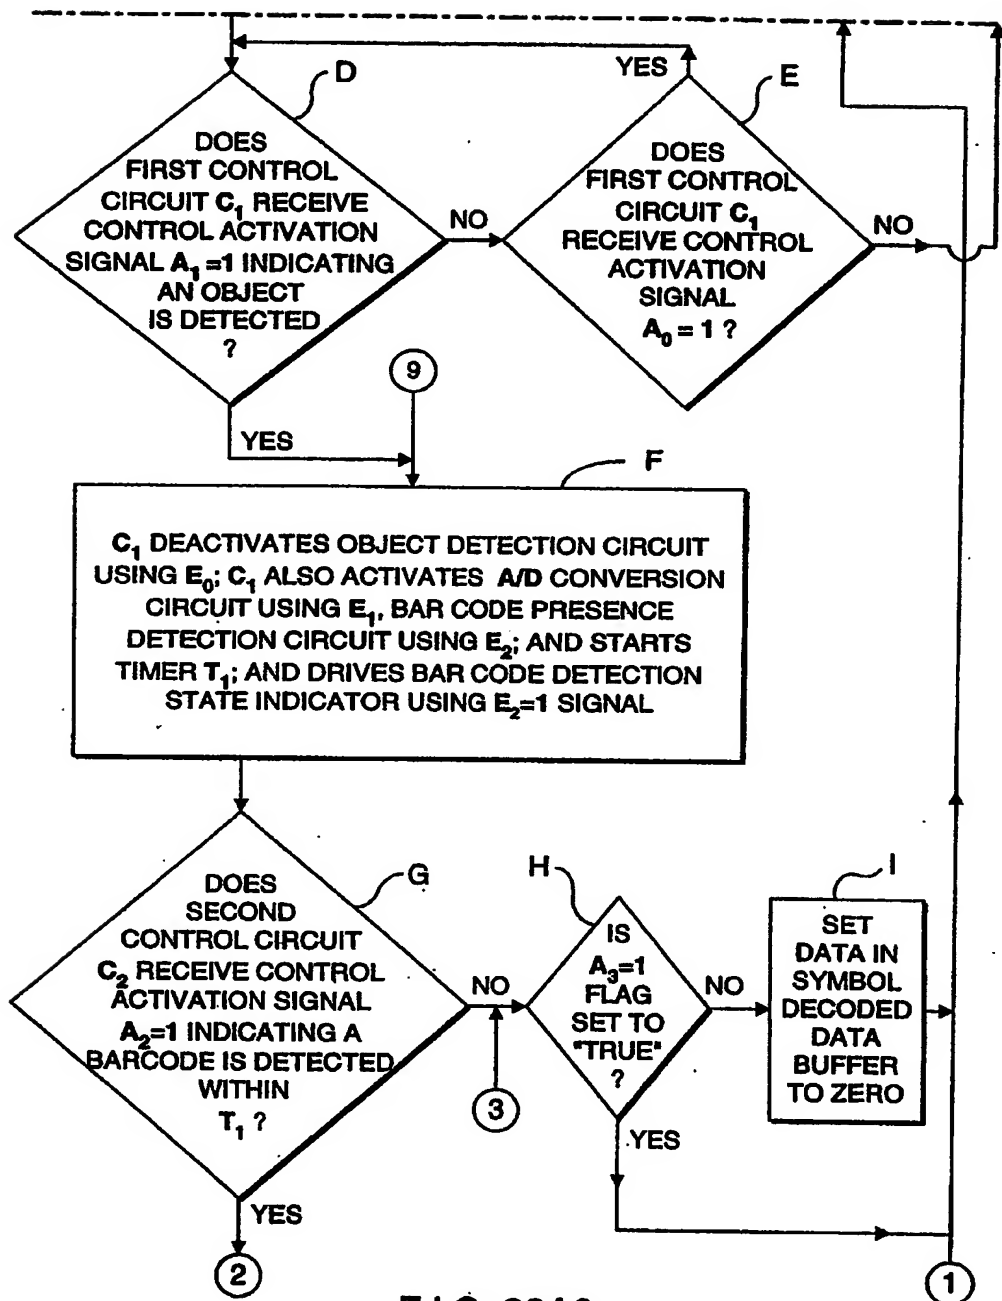 D
DOES
FIRST CONTROL
CIRCUIT C₁ RECEIVE
CONTROL ACTIVATION
SIGNAL A₁ =1 INDICATING
AN OBJECT
IS DETECTED
?
NO
YES
E
YES
DOES
FIRST CONTROL
CIRCUIT C₁
RECEIVE CONTROL
ACTIVATION
SIGNAL
A₀ = 1 ?
NO
9
F
C₁ DEACTIVATES OBJECT DETECTION CIRCUIT
USING E₀; C₁ ALSO ACTIVATES A/D CONVERSION
CIRCUIT USING E₁, BAR CODE PRESENCE
DETECTION CIRCUIT USING E₂; AND STARTS
TIMER T₁; AND DRIVES BAR CODE DETECTION
STATE INDICATOR USING E₂=1 SIGNAL
G
DOES
SECOND
CONTROL CIRCUIT
C₂ RECEIVE CONTROL
ACTIVATION SIGNAL
A₂=1 INDICATING A
BARCODE IS DETECTED
WITHIN
T₁ ?
NO
YES
2
3
H
IS
A₃=1
FLAG
SET TO
"TRUE"
?
NO
YES
I
SET
DATA IN
SYMBOL
DECODED
DATA
BUFFER
TO ZERO
1